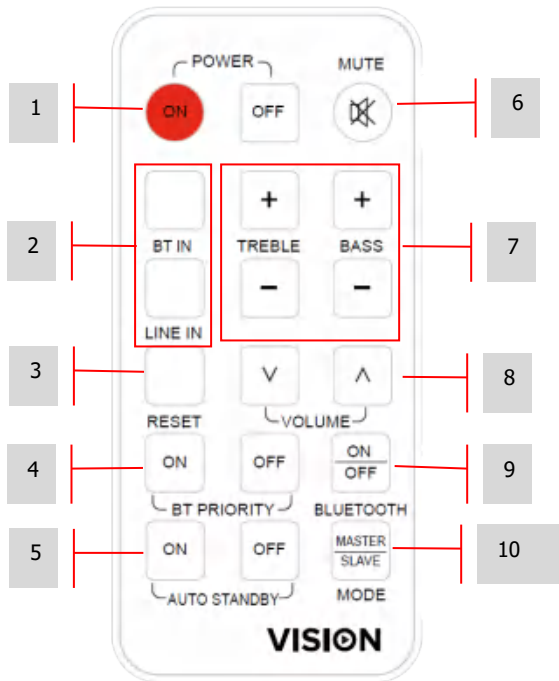 POWER MUTE
1 ON OFF 6
+ +
2 BT IN TREBLE BASS 7
− −
LINE IN
3 ∨ ∧ 8
RESET VOLUME
4 ON OFF ON OFF 9
BT PRIORITY BLUETOOTH
5 ON OFF MASTER SLAVE 10
AUTO STANDBY MODE
VISION